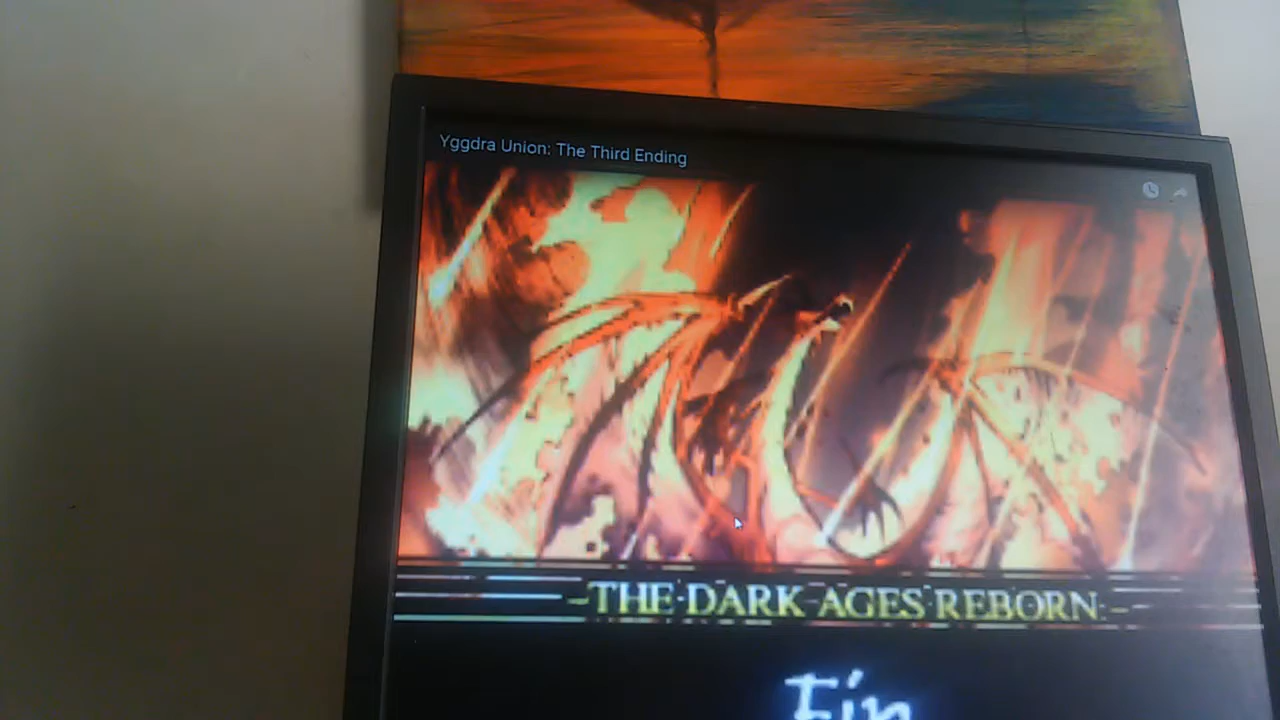 Yggdra Union: The Third Ending
-THE DARK AGES REBORN-
Fin